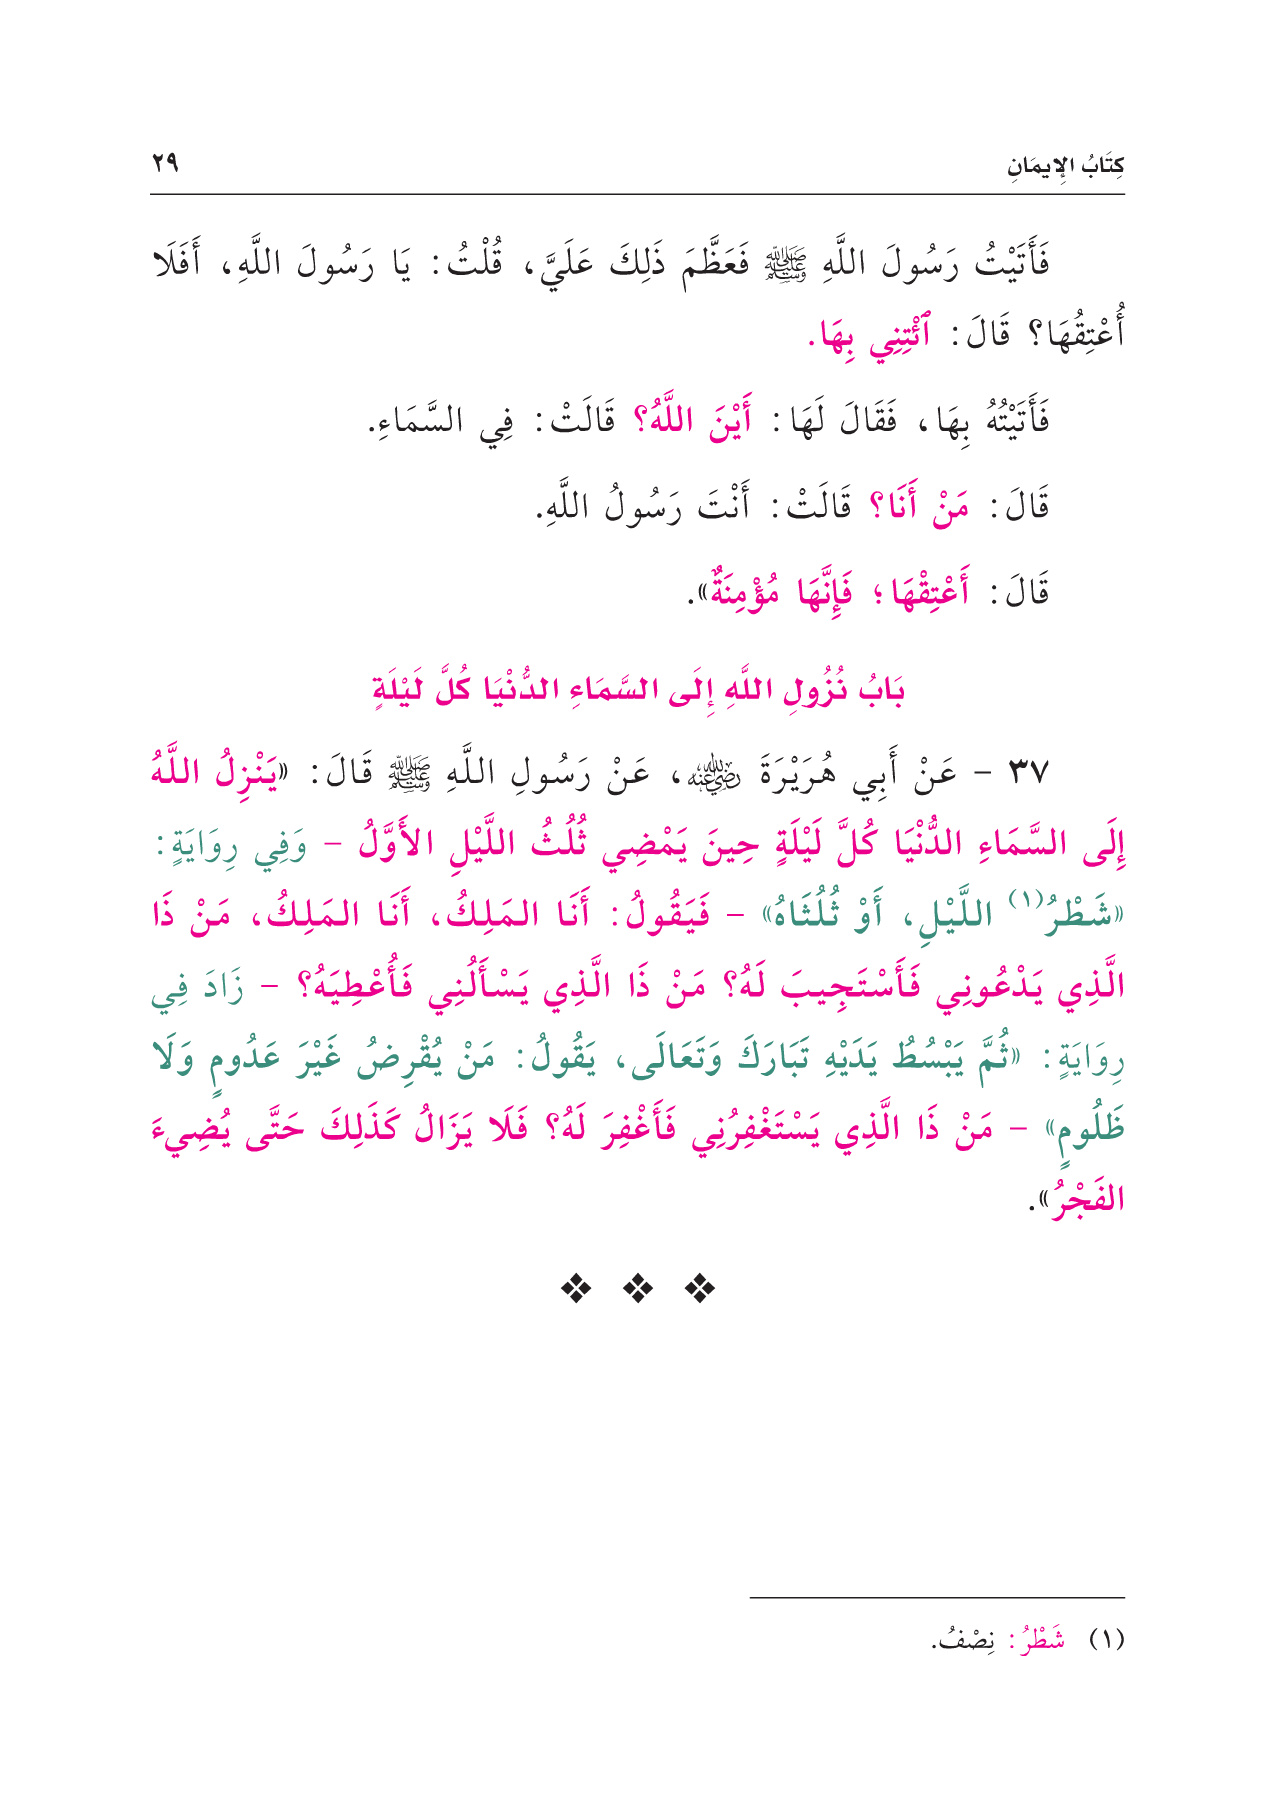 كِتَابُ الإِيمَانِ ٢٩
فَأَتَيْتُ رَسُولَ اللَّهِ ﷺ فَعَظَّمَ ذَلِكَ عَلَيَّ، قُلْتُ: يَا رَسُولَ اللَّهِ، أَفَلَا
أُعْتِقُهَا؟ قَالَ: ٱئْتِنِي بِهَا.
فَأَتَيْتُهُ بِهَا، فَقَالَ لَهَا: أَيْنَ اللَّهُ؟ قَالَتْ: فِي السَّمَاءِ.
قَالَ: مَنْ أَنَا؟ قَالَتْ: أَنْتَ رَسُولُ اللَّهِ.
قَالَ: أَعْتِقْهَا؛ فَإِنَّهَا مُؤْمِنَةٌ».
بَابُ نُزُولِ اللَّهِ إِلَى السَّمَاءِ الدُّنْيَا كُلَّ لَيْلَةٍ
٣٧ - عَنْ أَبِي هُرَيْرَةَ رضي الله عنه، عَنْ رَسُولِ اللَّهِ ﷺ قَالَ: «يَنْزِلُ اللَّهُ
إِلَى السَّمَاءِ الدُّنْيَا كُلَّ لَيْلَةٍ حِينَ يَمْضِي ثُلُثُ اللَّيْلِ الأَوَّلُ - وَفِي رِوَايَةٍ:
«شَطْرُ(١) اللَّيْلِ، أَوْ ثُلُثَاهُ» - فَيَقُولُ: أَنَا المَلِكُ، أَنَا المَلِكُ، مَنْ ذَا
الَّذِي يَدْعُونِي فَأَسْتَجِيبَ لَهُ؟ مَنْ ذَا الَّذِي يَسْأَلُنِي فَأُعْطِيَهُ؟ - زَادَ فِي
رِوَايَةٍ: «ثُمَّ يَبْسُطُ يَدَيْهِ تَبَارَكَ وَتَعَالَى، يَقُولُ: مَنْ يُقْرِضُ غَيْرَ عَدُومٍ وَلَا
ظَلُومٍ» - مَنْ ذَا الَّذِي يَسْتَغْفِرُنِي فَأَغْفِرَ لَهُ؟ فَلَا يَزَالُ كَذَلِكَ حَتَّى يُضِيءَ
الفَجْرُ».
(١) شَطْرُ: نِصْفُ.